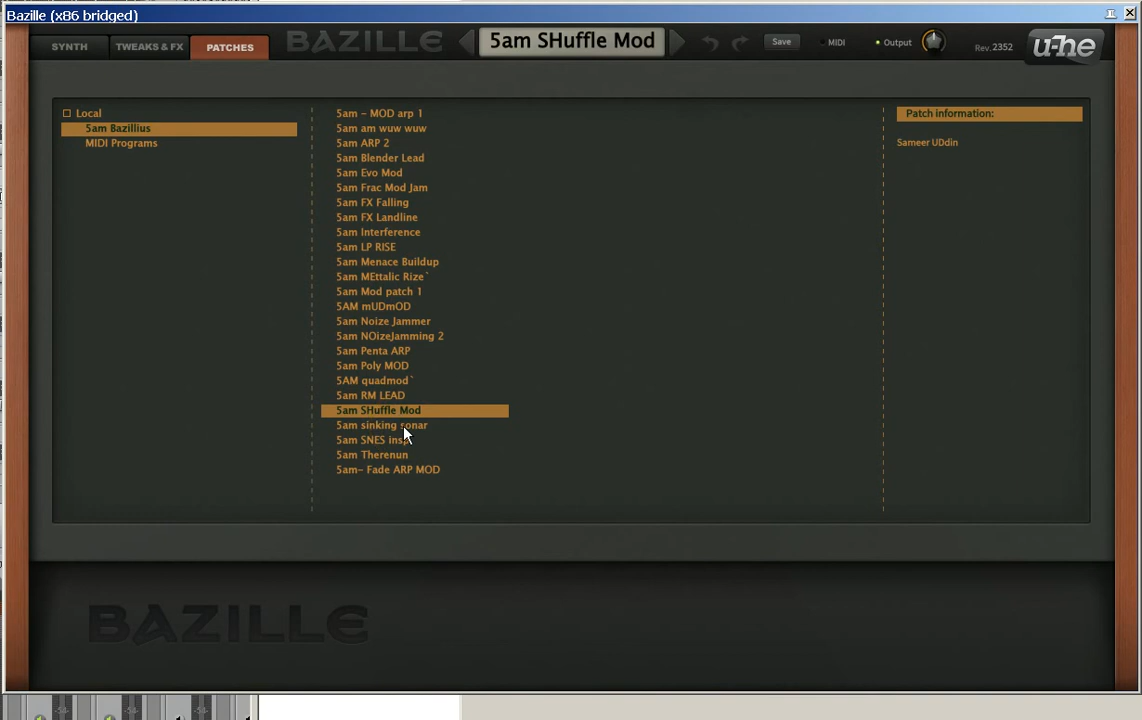 Bazille (x86 bridged)
SYNTH
TWEAKS & FX
PATCHES
BAZILLE
5am SHuffle Mod
Save
MIDI
Output
Rev.2352
u-he
Local
5am Bazillius
MIDI Programs
5am - MOD arp 1
5am am wuw wuw
5am ARP 2
5am Blender Lead
5am Evo Mod
5am Frac Mod Jam
5am FX Falling
5am FX Landline
5am Interference
5am LP RISE
5am Menace Buildup
5am MEttalic Rize`
5am Mod patch 1
5AM mUDmOD
5am Noize Jammer
5am NOizeJamming 2
5am Penta ARP
5am Poly MOD
5AM quadmod`
5am RM LEAD
5am SHuffle Mod
5am sinking sonar
5am SNES
5am Therenun
5am- Fade ARP MOD
Patch information:
Sameer UDdin
BAZILLE